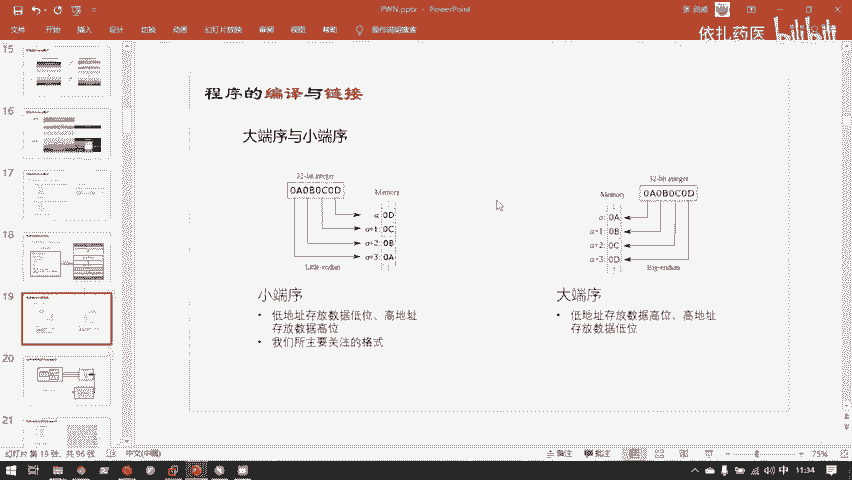 PWN.pptx - PowerPoint
文件 开始 插入 设计 切换 动画 幻灯片放映 审阅 视图 帮助 操作说明搜索
依扎药医 bilibili
15
16
17
18
19
20
21
程序的编译与链接
大端序与小端序
32-bit integer
0A0B0C0D
Memory
a: 0D
a+1: 0C
a+2: 0B
a+3: 0A
Little-endian
小端序
• 低地址存放数据低位、高地址
存放数据高位
• 我们所主要关注的格式
32-bit integer
Memory
0A0B0C0D
a: 0A
a+1: 0B
a+2: 0C
a+3: 0D
Big-endian
大端序
• 低地址存放数据高位、高地址
存放数据低位
幻灯片 第 19 张，共 96 张 中文(中国)
备注 批注 75%
中 11:34